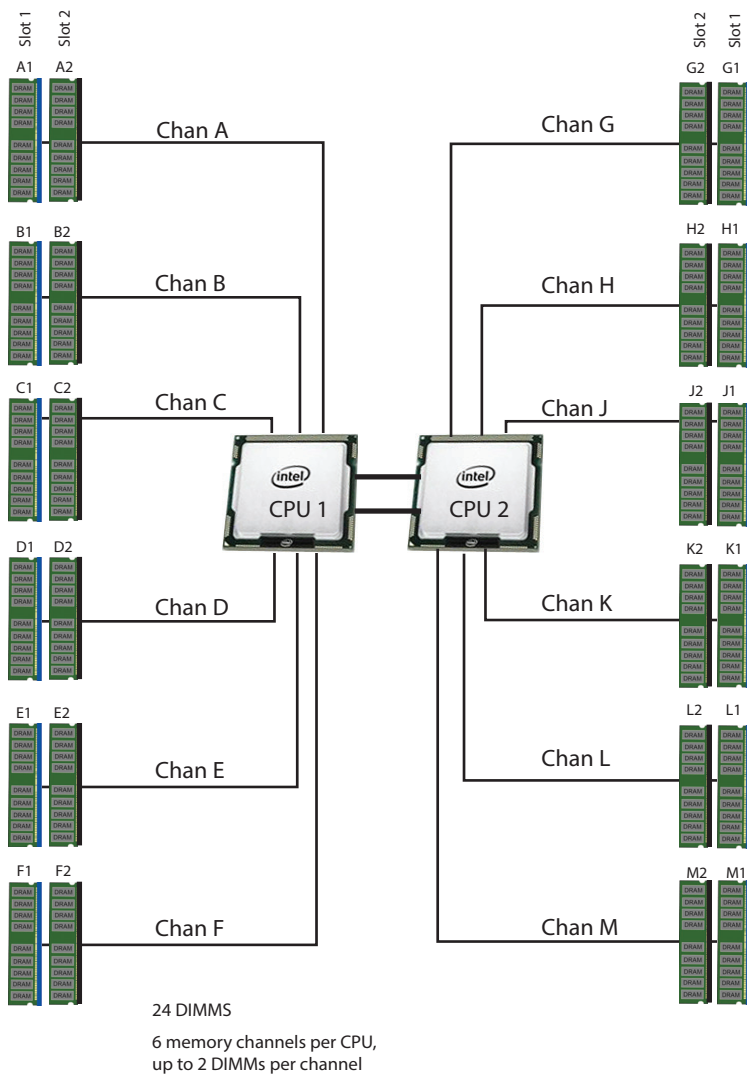 Slot 1
Slot 2
Slot 2
Slot 1
A1 A2
G2 G1
Chan A
Chan G
B1 B2
H2 H1
Chan B
Chan H
C1 C2
J2 J1
Chan C
Chan J
intel
CPU 1
intel
CPU 2
D1 D2
K2 K1
Chan D
Chan K
E1 E2
L2 L1
Chan E
Chan L
F1 F2
M2 M1
Chan F
Chan M
DRAM
24 DIMMS
6 memory channels per CPU,
up to 2 DIMMs per channel